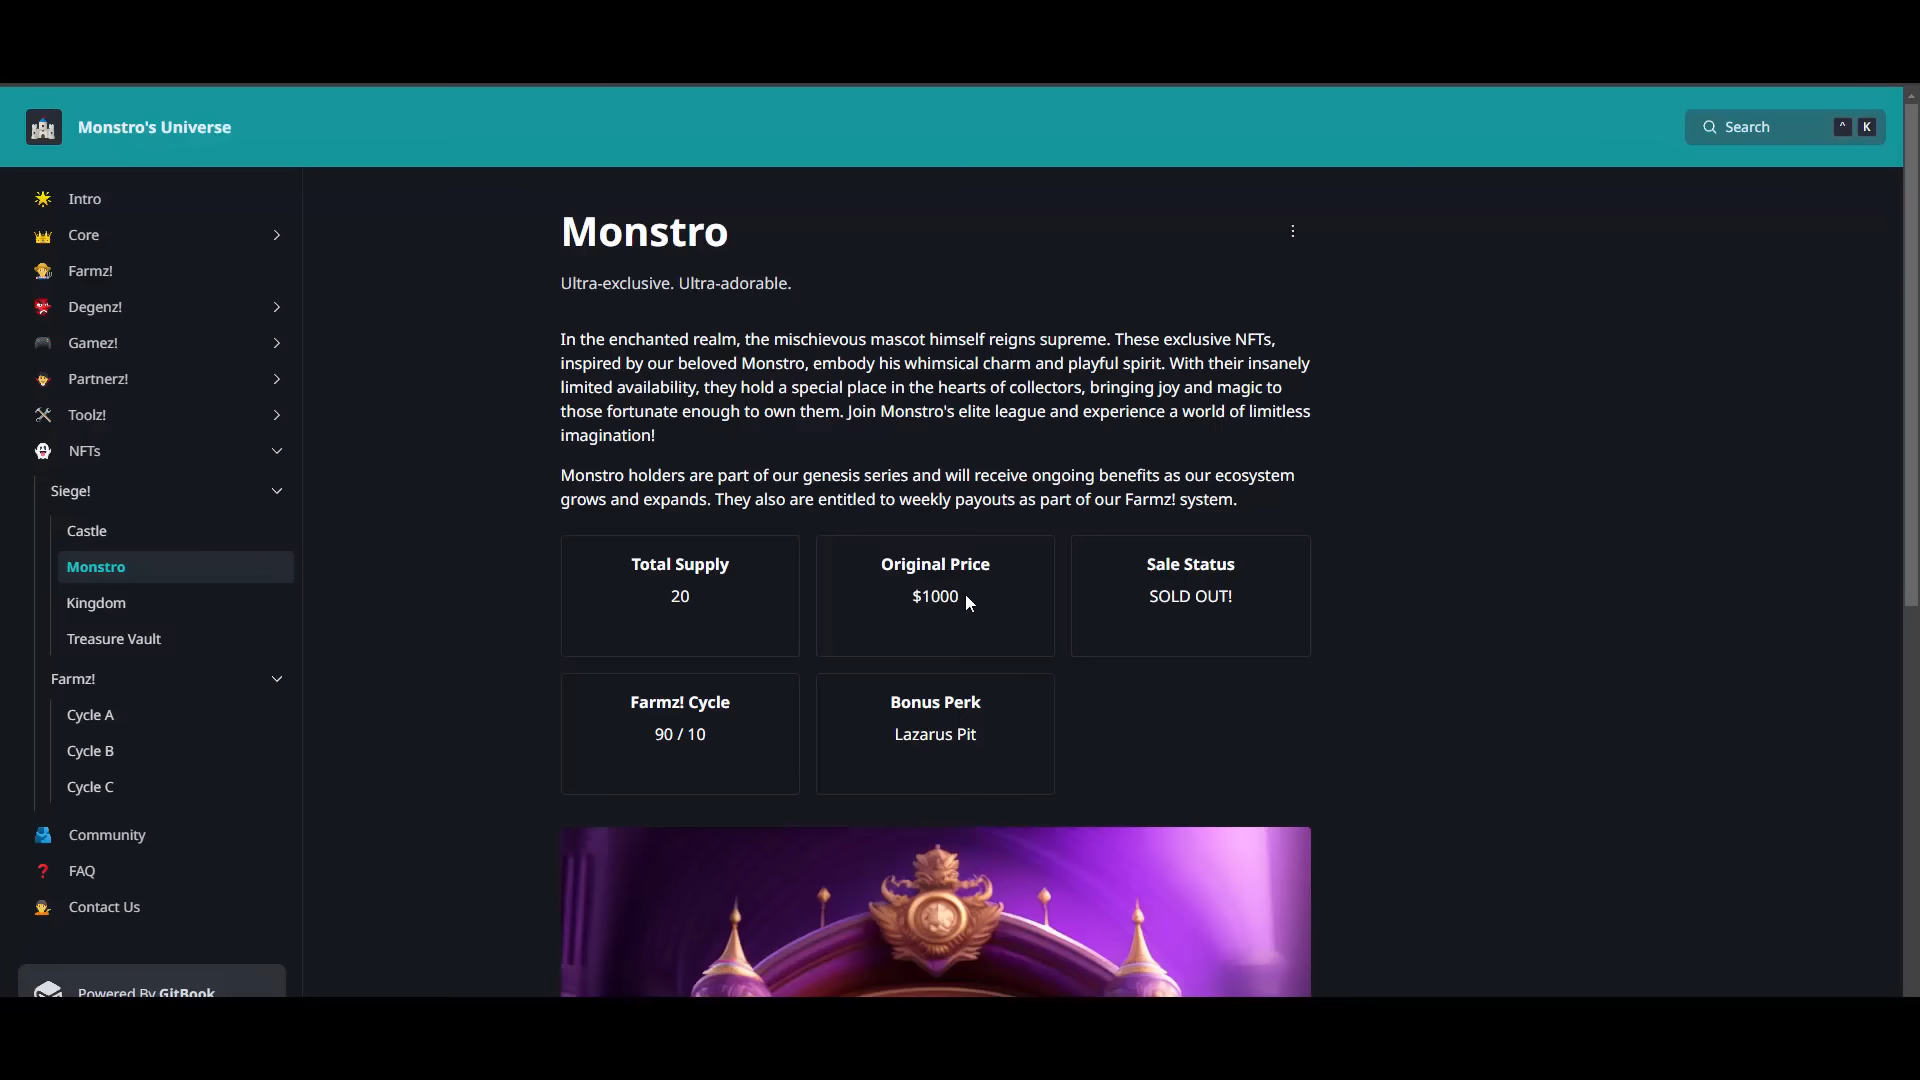 Monstro's Universe
Search
^ K
Intro
Core
Farmz!
Degenz!
Gamez!
Partnerz!
Toolz!
NFTs
Siege!
Castle
Monstro
Kingdom
Treasure Vault
Farmz!
Cycle A
Cycle B
Cycle C
Community
FAQ
Contact Us
Powered By GitBook
Monstro
Ultra-exclusive. Ultra-adorable.
In the enchanted realm, the mischievous mascot himself reigns supreme. These exclusive NFTs,
inspired by our beloved Monstro, embody his whimsical charm and playful spirit. With their insanely
limited availability, they hold a special place in the hearts of collectors, bringing joy and magic to
those fortunate enough to own them. Join Monstro's elite league and experience a world of limitless
imagination!
Monstro holders are part of our genesis series and will receive ongoing benefits as our ecosystem
grows and expands. They also are entitled to weekly payouts as part of our Farmz! system.
Total Supply
20
Original Price
$1000
Sale Status
SOLD OUT!
Farmz! Cycle
90 / 10
Bonus Perk
Lazarus Pit